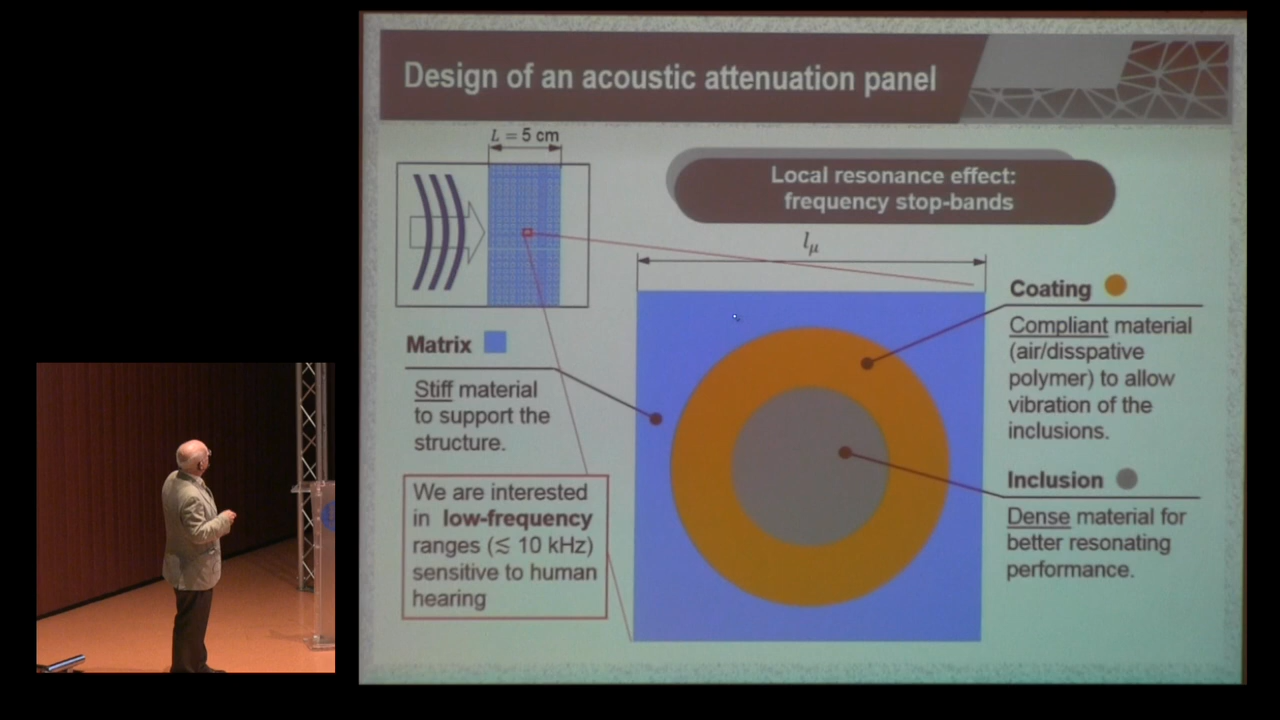 Design of an acoustic attenuation panel
L = 5 cm
Local resonance effect:
frequency stop-bands
lμ
Matrix
Stiff material
to support the
structure.
We are interested
in low-frequency
ranges (≲ 10 kHz)
sensitive to human
hearing
Coating
Compliant material
(air/disspative
polymer) to allow
vibration of the
inclusions.
Inclusion
Dense material for
better resonating
performance.